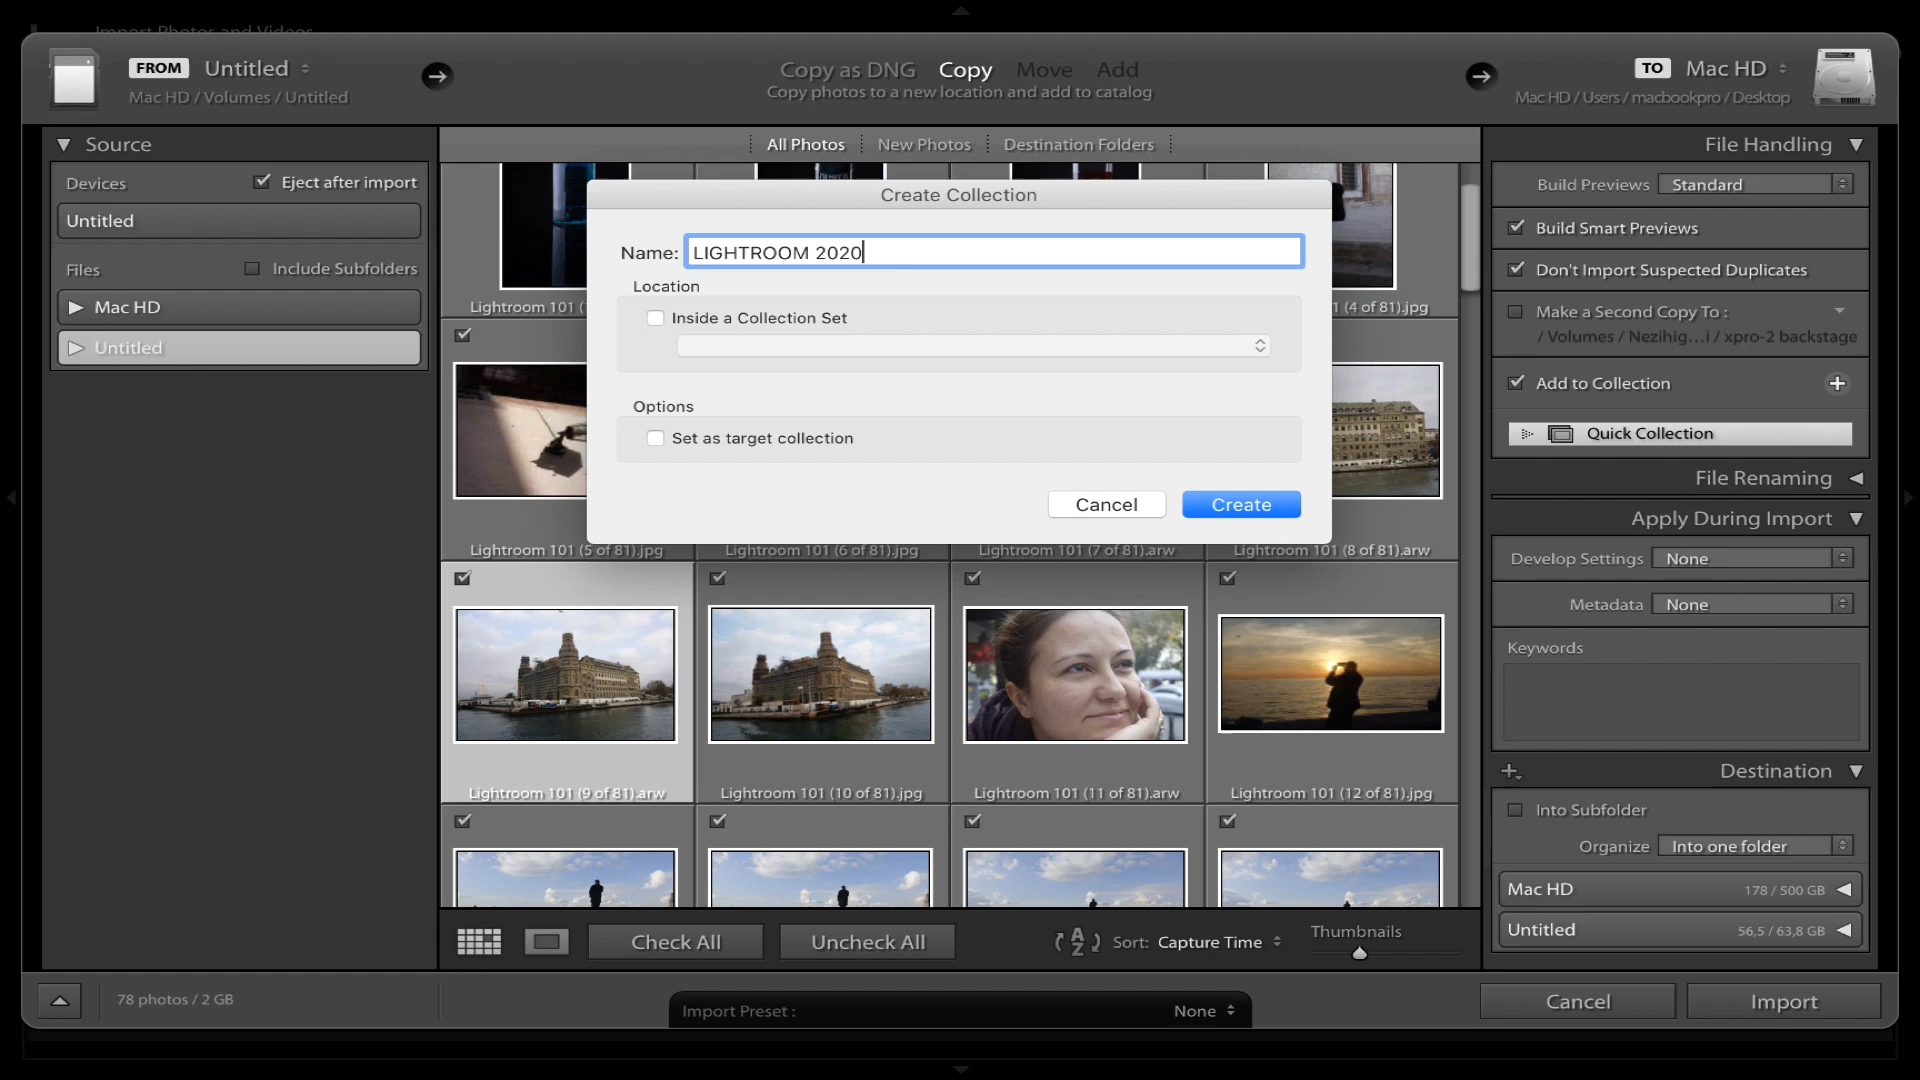 Import Photos and Videos
FROM Untitled
Mac HD / Volumes / Untitled
Copy as DNG Copy Move Add
Copy photos to a new location and add to catalog
TO Mac HD
Mac HD / Users / macbookpro / Desktop
Source
Devices Eject after import
Untitled
Files Include Subfolders
Mac HD
Untitled
All Photos New Photos Destination Folders
Create Collection
Name: LIGHTROOM 2020
Location
Inside a Collection Set
Options
Set as target collection
Cancel Create
Lightroom 101 (
(4 of 81).jpg
Lightroom 101 (5 of 81).jpg
Lightroom 101 (6 of 81).jpg
Lightroom 101 (7 of 81).arw
Lightroom 101 (8 of 81).arw
Lightroom 101 (9 of 81).arw
Lightroom 101 (10 of 81).jpg
Lightroom 101 (11 of 81).arw
Lightroom 101 (12 of 81).jpg
Check All Uncheck All
Sort: Capture Time
Thumbnails
File Handling
Build Previews Standard
Build Smart Previews
Don't Import Suspected Duplicates
Make a Second Copy To :
/ Volumes / Nezihig...i / xpro-2 backstage
Add to Collection
Quick Collection
File Renaming
Apply During Import
Develop Settings None
Metadata None
Keywords
Destination
Into Subfolder
Organize Into one folder
Mac HD 178 / 500 GB
Untitled 56,5 / 63,8 GB
78 photos / 2 GB
Import Preset : None
Cancel Import